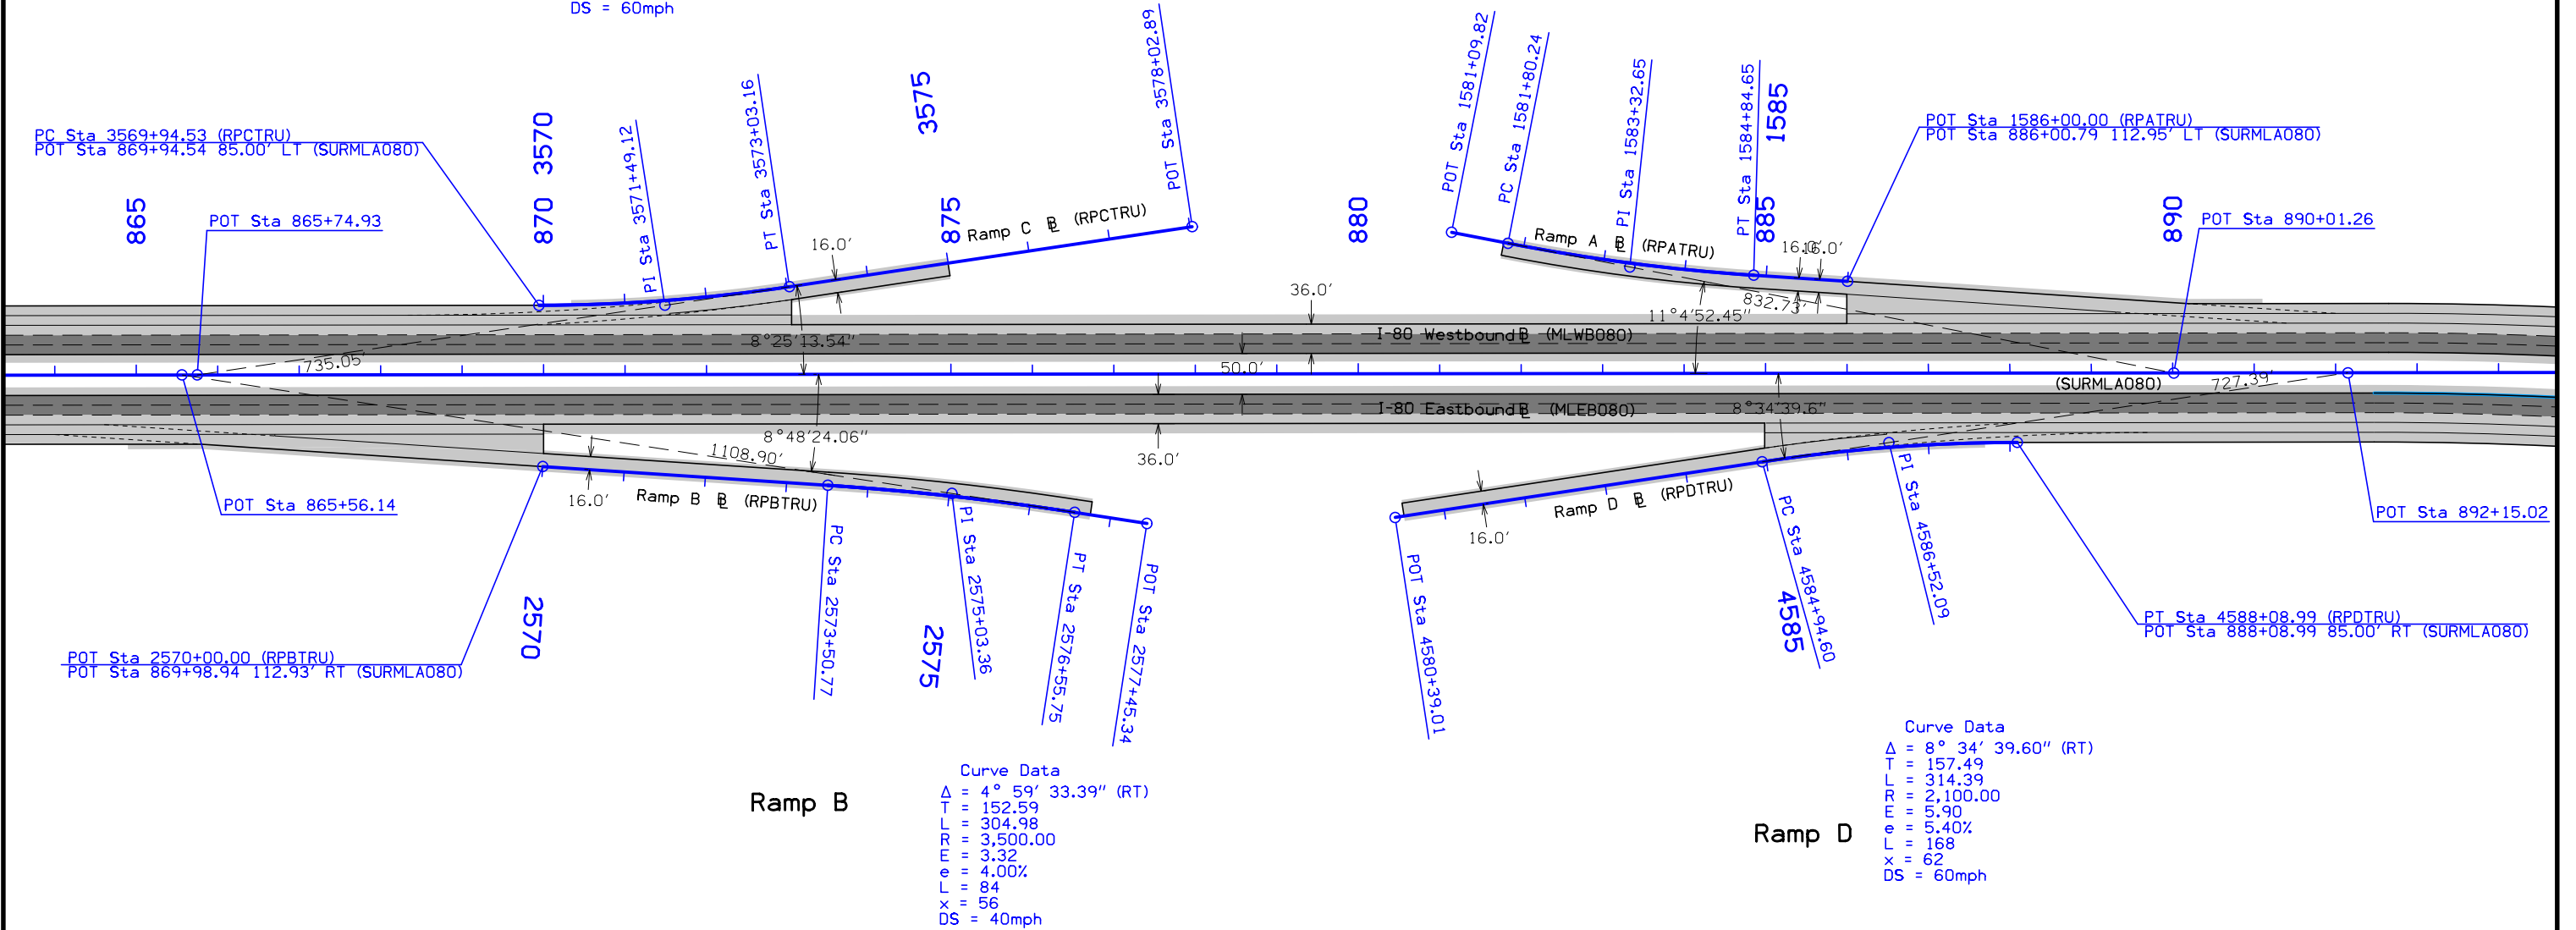 DS = 60mph
PC Sta 3569+94.53 (RPCTRU)
POT Sta 869+94.54 85.00' LT (SURMLA080)
865
POT Sta 865+74.93
870 3570
PI Sta 3571+49.12
PT Sta 3573+03.16
16.0'
3575
875
Ramp C BL (RPCTRU)
POT Sta 3578+02.89
880
POT Sta 1581+09.82
PC Sta 1581+80.24
PI Sta 1583+32.65
PT Sta 1584+84.65
1585
885
Ramp A BL (RPATRU)
16.0'
16.0'
POT Sta 1586+00.00 (RPATRU)
POT Sta 886+00.79 112.95' LT (SURMLA080)
890
POT Sta 890+01.26
36.0'
832.73'
11°4'52.45"
8°25'13.54"
I-80 Westbound BL (MLWB080)
735.05'
50.0'
(SURMLA080)
727.39'
I-80 Eastbound BL (MLEB080)
8°34'39.6"
8°48'24.06"
1108.90'
36.0'
16.0'
Ramp B BL (RPBTRU)
POT Sta 865+56.14
Ramp D BL (RPDTRU)
16.0'
POT Sta 892+15.02
2570
PC Sta 2573+50.77
2575
PI Sta 2575+03.36
PT Sta 2576+55.75
POT Sta 2577+45.34
POT Sta 4580+39.01
4585
PC Sta 4584+94.60
PI Sta 4586+52.09
PT Sta 4588+08.99 (RPDTRU)
POT Sta 888+08.99 85.00' RT (SURMLA080)
POT Sta 2570+00.00 (RPBTRU)
POT Sta 869+98.94 112.93' RT (SURMLA080)
Ramp B
Curve Data
Δ = 4° 59' 33.39" (RT)
T = 152.59
L = 304.98
R = 3,500.00
E = 3.32
e = 4.00%
L = 84
x = 56
DS = 40mph
Ramp D
Curve Data
Δ = 8° 34' 39.60" (RT)
T = 157.49
L = 314.39
R = 2,100.00
E = 5.90
e = 5.40%
L = 168
x = 62
DS = 60mph